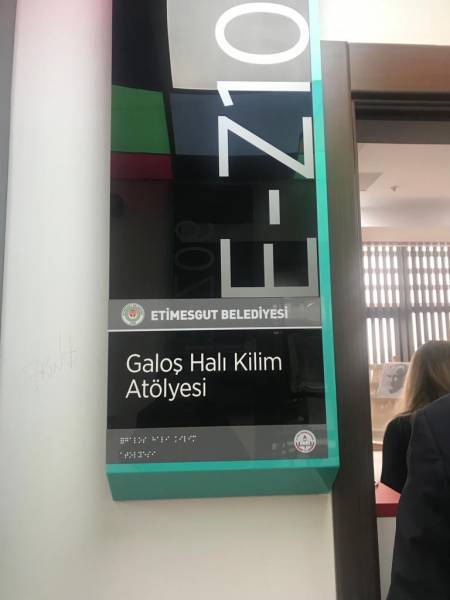 E-Z10
ETİMESGUT BELEDİYESİ
Galoş Halı Kilim
Atölyesi